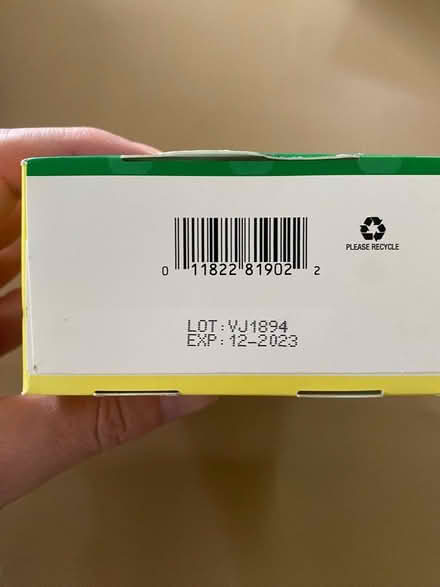 PLEASE RECYCLE
0 11822 81902 2
LOT:VJ1894
EXP:12-2023